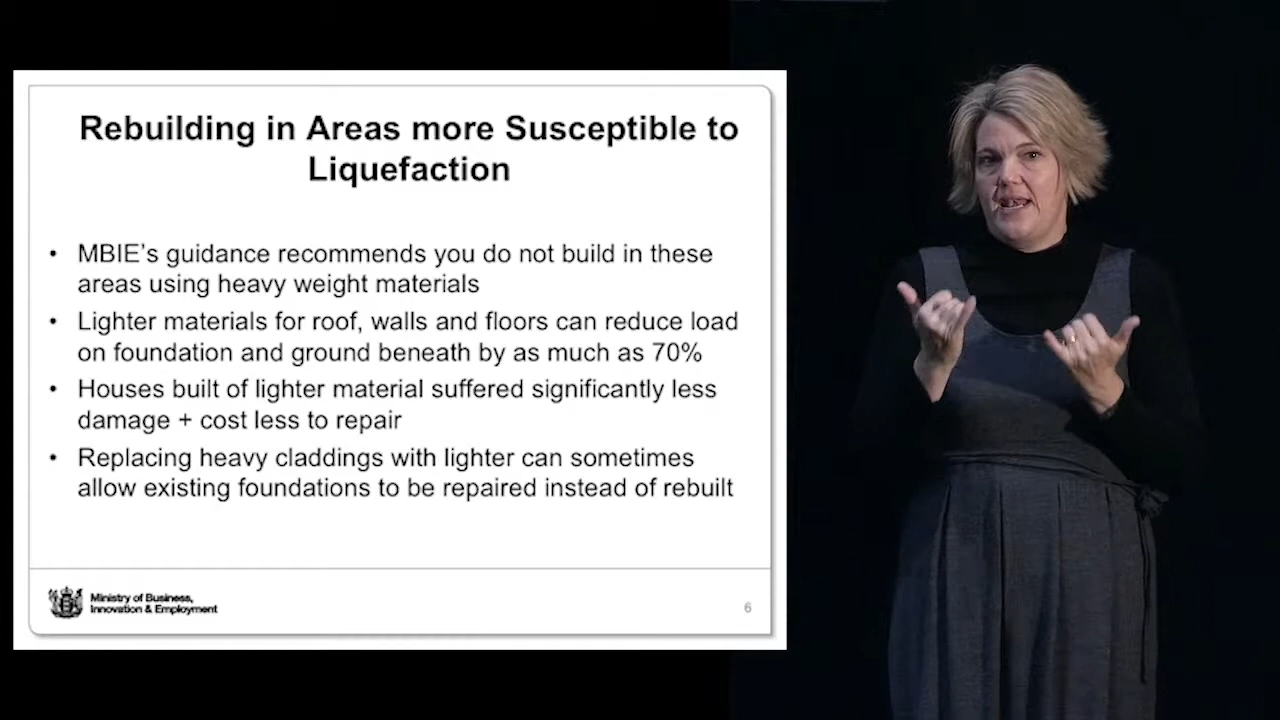 Rebuilding in Areas more Susceptible to
Liquefaction
• MBIE's guidance recommends you do not build in these
areas using heavy weight materials
• Lighter materials for roof, walls and floors can reduce load
on foundation and ground beneath by as much as 70%
• Houses built of lighter material suffered significantly less
damage + cost less to repair
• Replacing heavy claddings with lighter can sometimes
allow existing foundations to be repaired instead of rebuilt
Ministry of Business,
Innovation & Employment
6